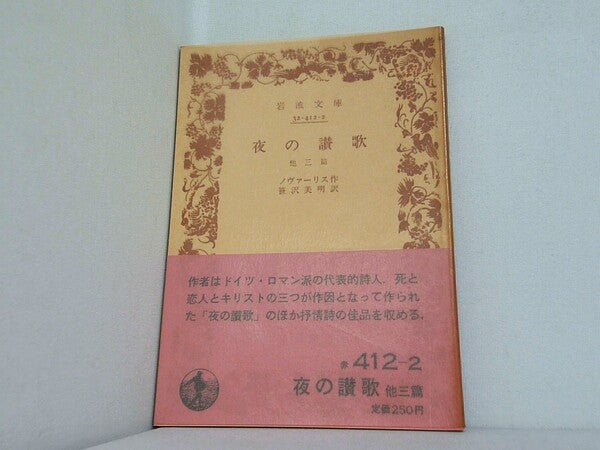 岩波文庫
32-412-2
夜の讃歌
他三篇
ノヴァーリス作
笹沢美明訳
作者はドイツ・ロマン派の代表的詩人．死と
恋人とキリストの三つが作因となって作られ
た「夜の讃歌」のほか抒情詩の佳品を収める．
赤 412-2
夜の讃歌 他三篇
定価250円